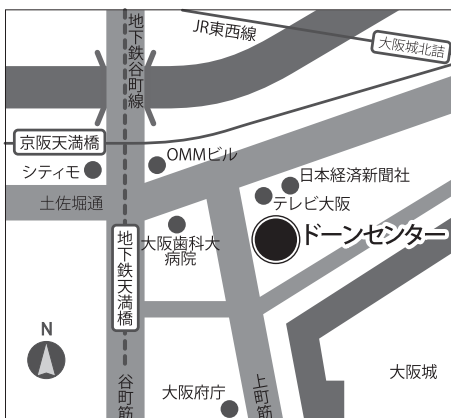 地下鉄谷町線
JR東西線
大阪城北詰
京阪天満橋
OMMビル
シティモ
日本経済新聞社
土佐堀通
テレビ大阪
ドーンセンター
地下鉄天満橋
大阪歯科大
病院
N
大阪城
谷町筋
大阪府庁
上町筋